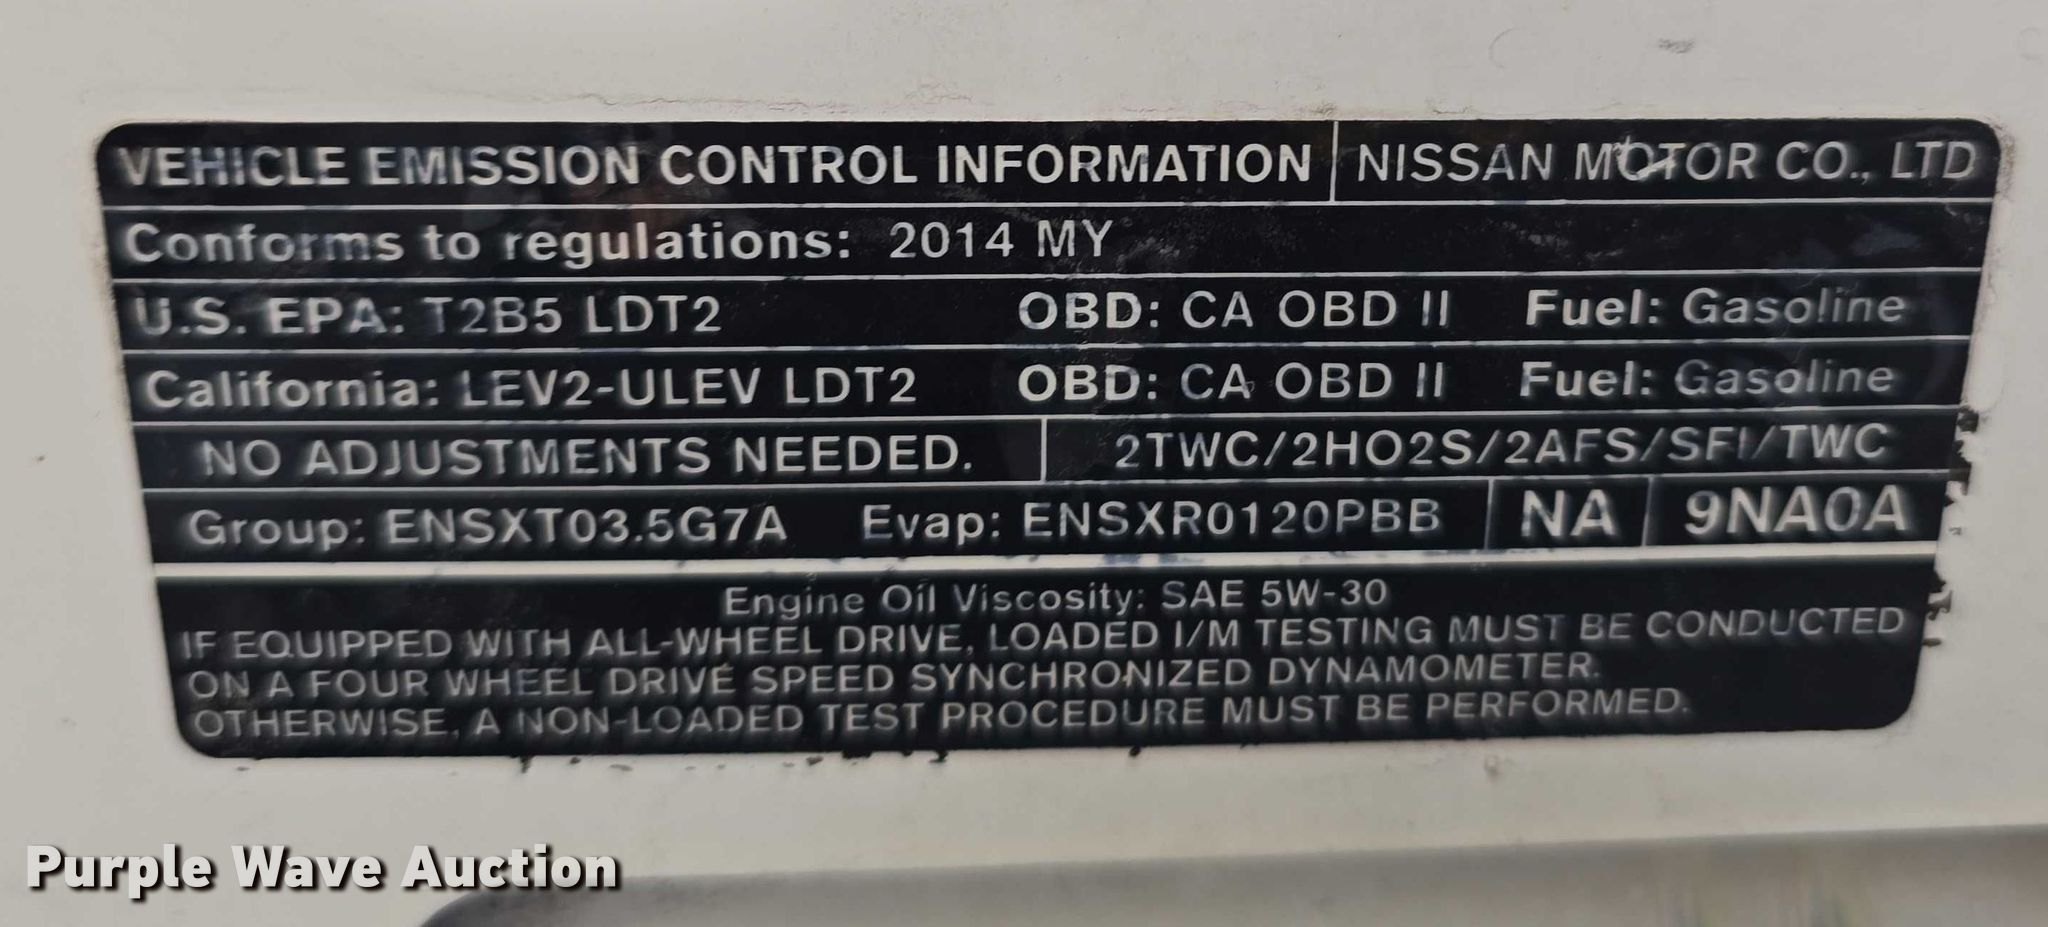 VEHICLE EMISSION CONTROL INFORMATION NISSAN MOTOR CO., LTD
Conforms to regulations: 2014 MY
U.S. EPA: T2B5 LDT2 OBD: CA OBD II Fuel: Gasoline
California: LEV2-ULEV LDT2 OBD: CA OBD II Fuel: Gasoline
NO ADJUSTMENTS NEEDED. 2TWC/2HO2S/2AFS/SFI/TWC
Group: ENSXT03.5G7A Evap: ENSXR0120PBB NA 9NA0A
Engine Oil Viscosity: SAE 5W-30
IF EQUIPPED WITH ALL-WHEEL DRIVE, LOADED I/M TESTING MUST BE CONDUCTED
ON A FOUR WHEEL DRIVE SPEED SYNCHRONIZED DYNAMOMETER.
OTHERWISE, A NON-LOADED TEST PROCEDURE MUST BE PERFORMED.
Purple Wave Auction